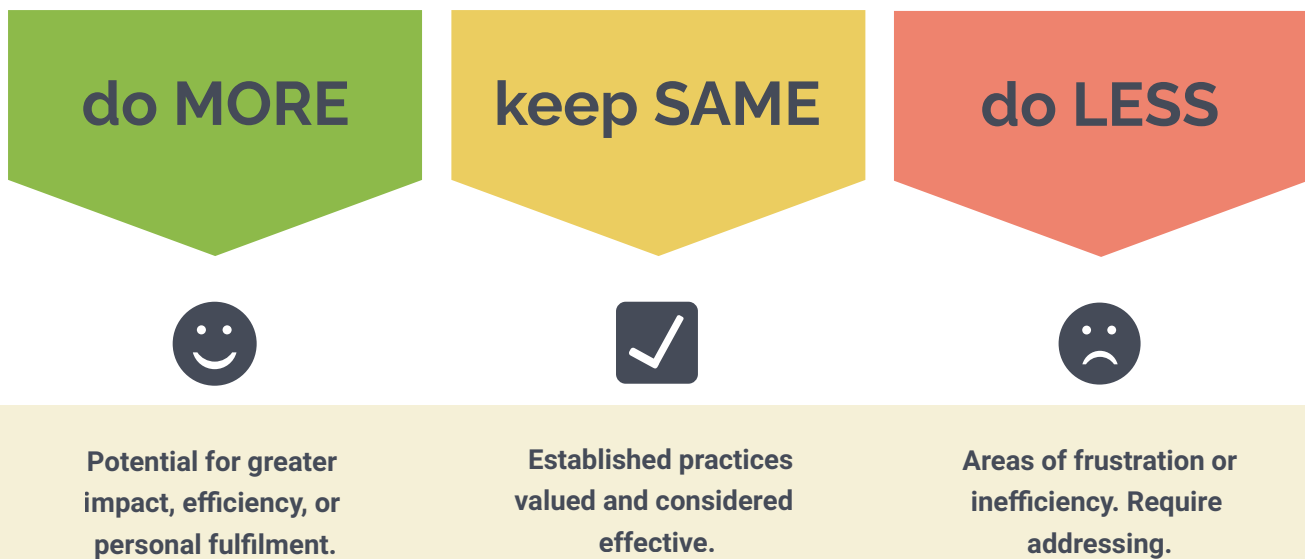 do MORE
keep SAME
do LESS
Potential for greater
impact, efficiency, or
personal fulfilment.
Established practices
valued and considered
effective.
Areas of frustration or
inefficiency. Require
addressing.